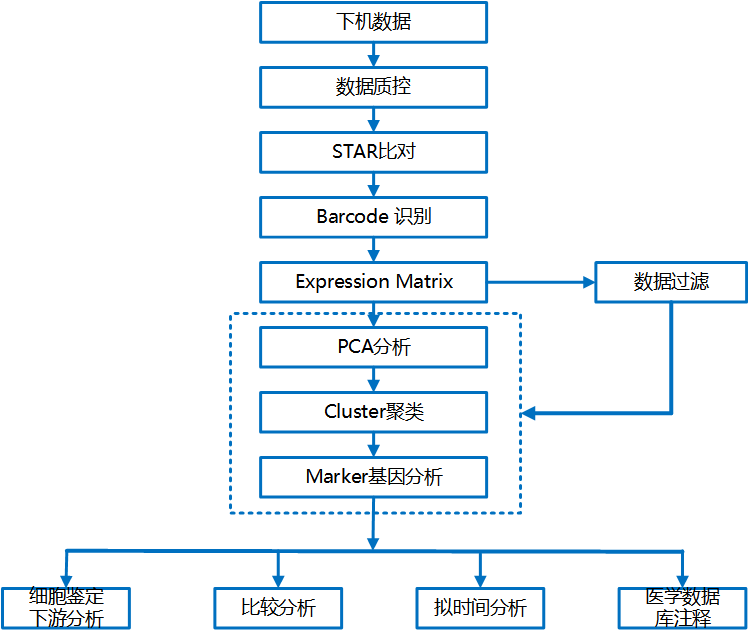 下机数据
数据质控
STAR比对
Barcode 识别
Expression Matrix
数据过滤
PCA分析
Cluster聚类
Marker基因分析
细胞鉴定
下游分析
比较分析
拟时间分析
医学数据
库注释